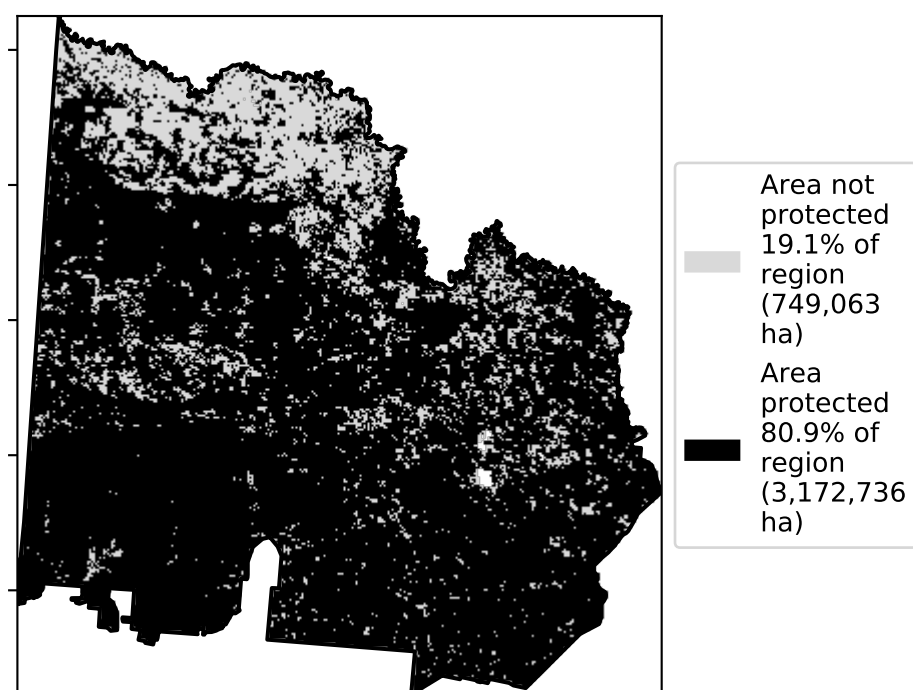 Area not
protected
19.1% of
region
(749,063
ha)
Area
protected
80.9% of
region
(3,172,736
ha)